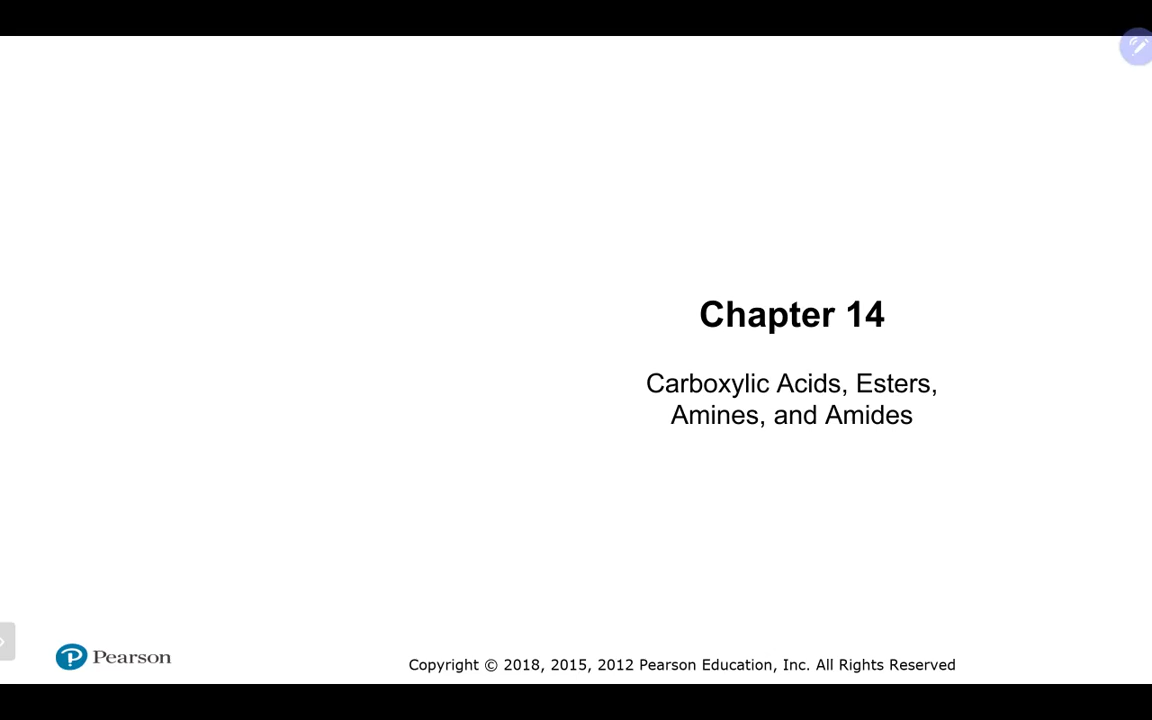 Chapter 14
Carboxylic Acids, Esters,
Amines, and Amides
Pearson
Copyright © 2018, 2015, 2012 Pearson Education, Inc. All Rights Reserved